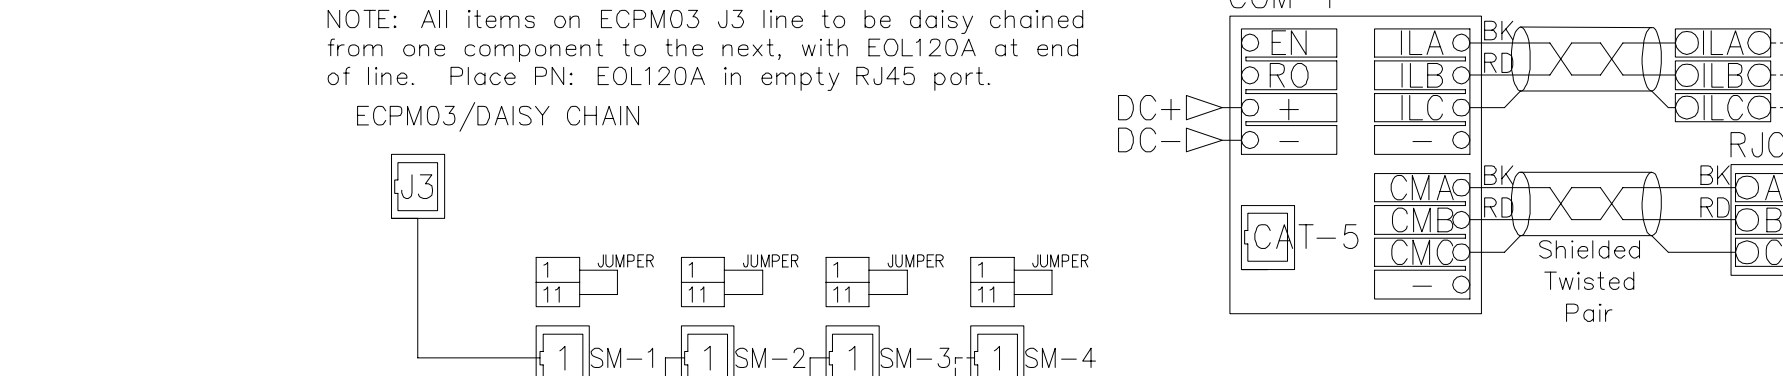 NOTE: All items on ECPM03 J3 line to be daisy chained
from one component to the next, with EOL120A at end
of line. Place PN: EOL120A in empty RJ45 port.
ECPM03/DAISY CHAIN
J3
1 JUMPER 1 JUMPER 1 JUMPER 1 JUMPER
11 11 11 11
1 SM-1 1 SM-2 1 SM-3 1 SM-4
EN ILA BK ILA
RO ILB RD ILB
DC+ + ILC ILC
DC- - -
CMA BK BK A
CMB RD RD B
CAT-5
CMC C
-
Shielded
Twisted
Pair